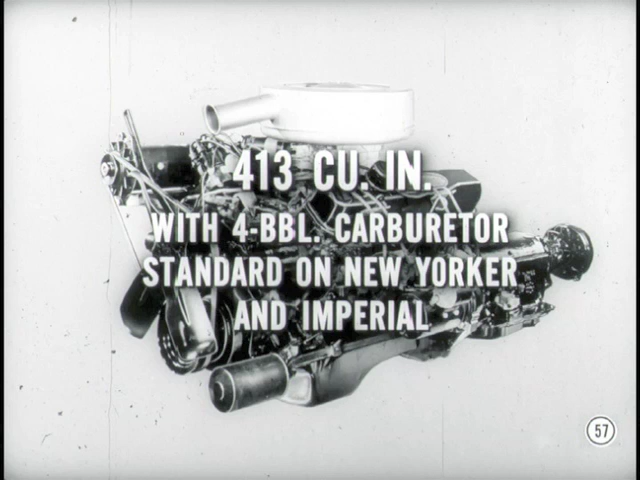 413 CU. IN.
WITH 4-BBL. CARBURETOR
STANDARD ON NEW YORKER
AND IMPERIAL
57